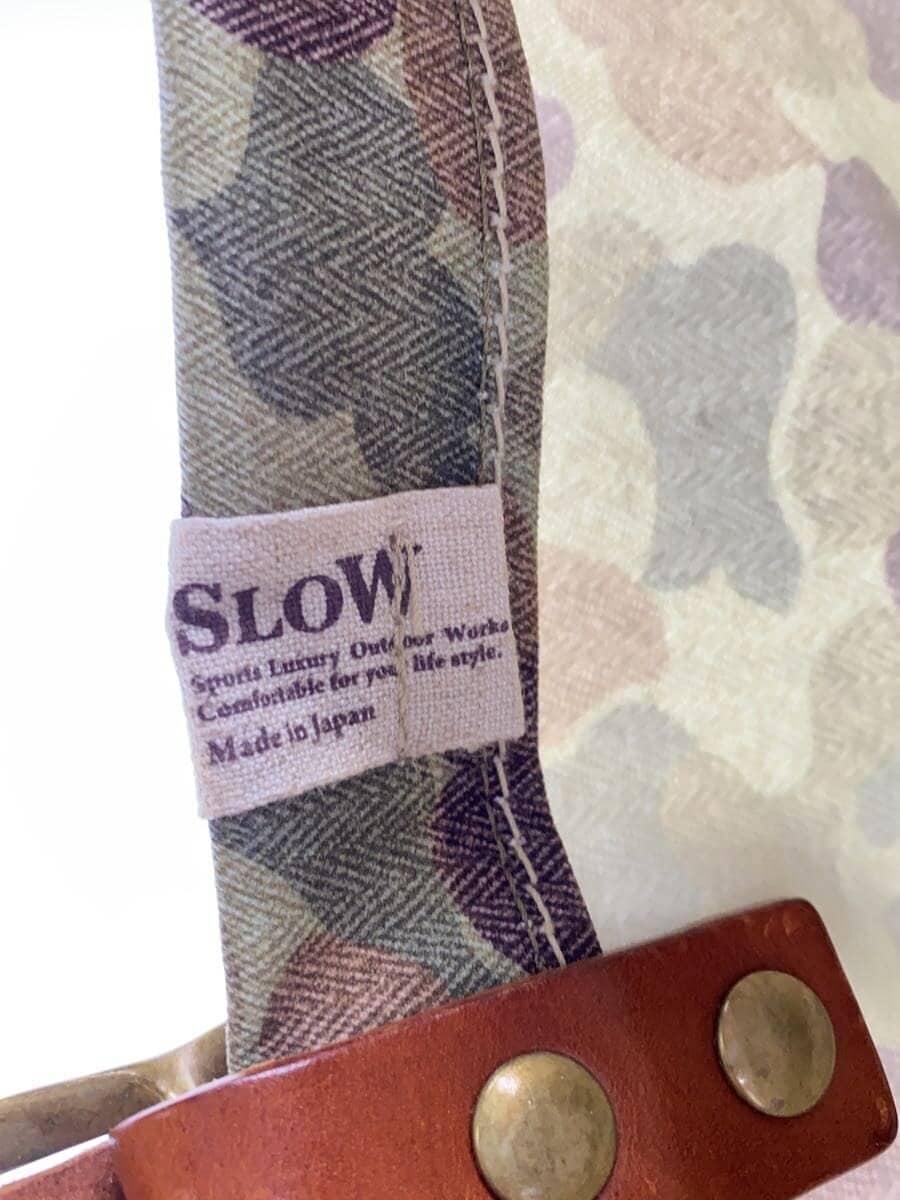 SLOW
Sports Luxury Outdoor Works
Comfortable for your life style.
Made in Japan